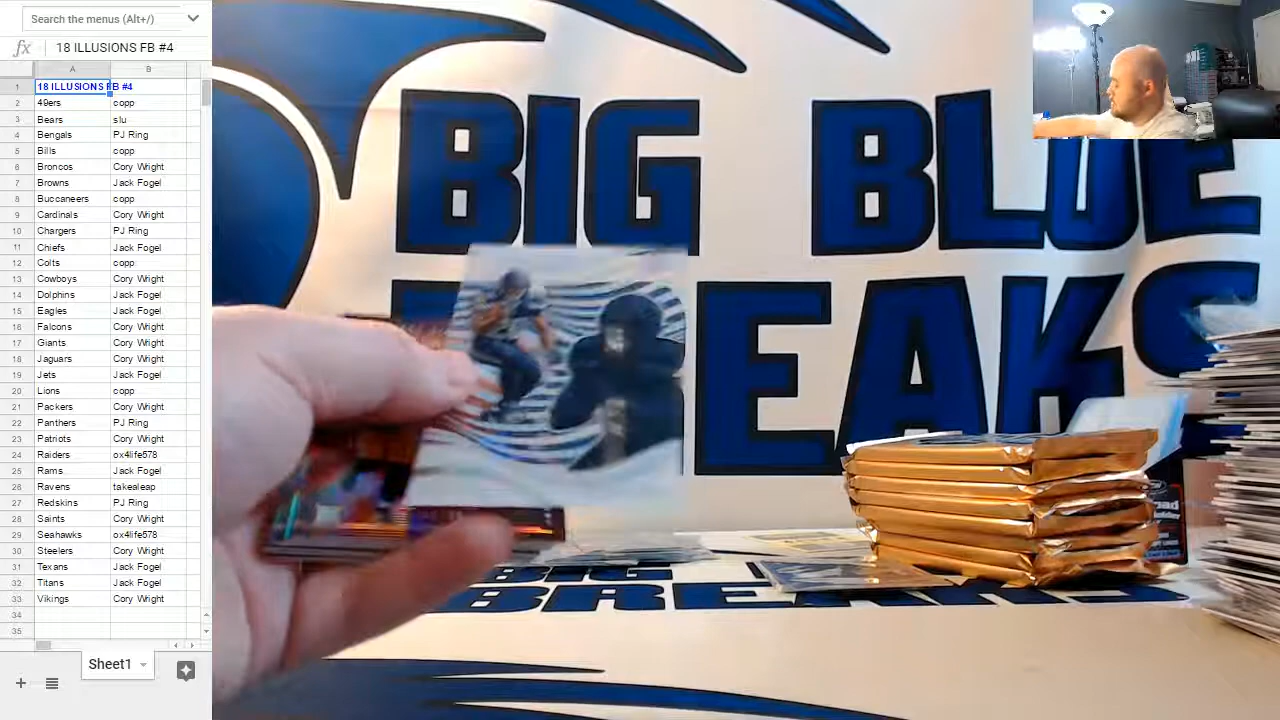 Search the menus (Alt+/)
fx 18 ILLUSIONS FB #4
A B
1 18 ILLUSIONS FB #4
2 49ers copp
3 Bears slu
4 Bengals PJ Ring
5 Bills copp
6 Broncos Cory Wright
7 Browns Jack Fogel
8 Buccaneers copp
9 Cardinals Cory Wright
10 Chargers PJ Ring
11 Chiefs Jack Fogel
12 Colts copp
13 Cowboys Cory Wright
14 Dolphins Jack Fogel
15 Eagles Jack Fogel
16 Falcons Cory Wright
17 Giants Cory Wright
18 Jaguars Cory Wright
19 Jets Jack Fogel
20 Lions copp
21 Packers Cory Wright
22 Panthers PJ Ring
23 Patriots Cory Wright
24 Raiders ox4life578
25 Rams Jack Fogel
26 Ravens takealeap
27 Redskins PJ Ring
28 Saints Cory Wright
29 Seahawks ox4life578
30 Steelers Cory Wright
31 Texans Jack Fogel
32 Titans Jack Fogel
33 Vikings Cory Wright
34
35
Sheet1
BIG BLUE
BREAKS
BIG
BREAKS